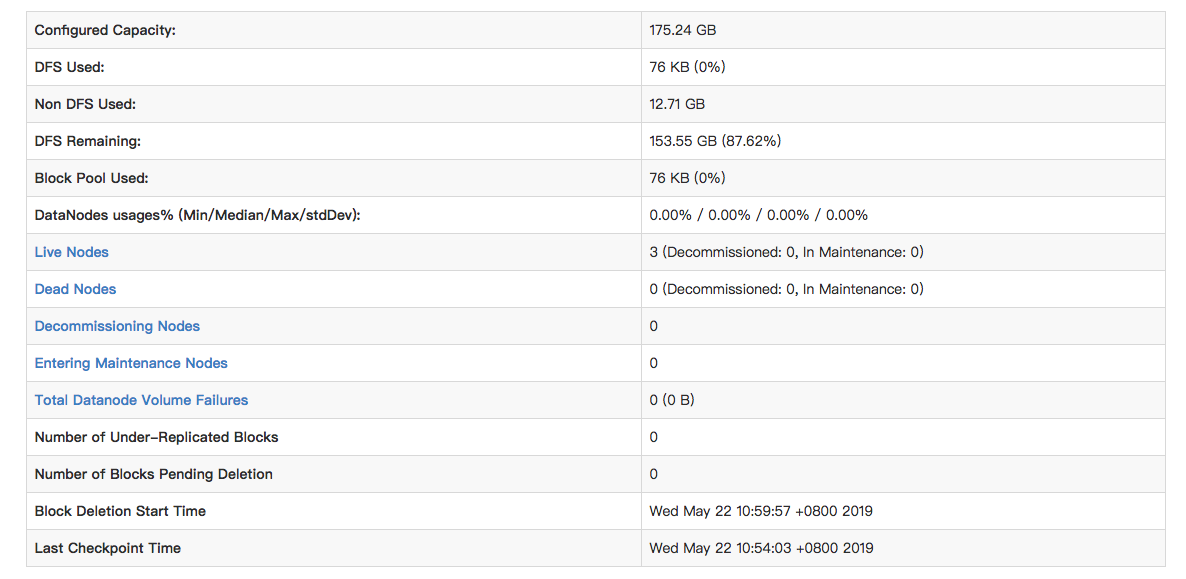 Configured Capacity: 175.24 GB
DFS Used: 76 KB (0%)
Non DFS Used: 12.71 GB
DFS Remaining: 153.55 GB (87.62%)
Block Pool Used: 76 KB (0%)
DataNodes usages% (Min/Median/Max/stdDev): 0.00% / 0.00% / 0.00% / 0.00%
Live Nodes 3 (Decommissioned: 0, In Maintenance: 0)
Dead Nodes 0 (Decommissioned: 0, In Maintenance: 0)
Decommissioning Nodes 0
Entering Maintenance Nodes 0
Total Datanode Volume Failures 0 (0 B)
Number of Under-Replicated Blocks 0
Number of Blocks Pending Deletion 0
Block Deletion Start Time Wed May 22 10:59:57 +0800 2019
Last Checkpoint Time Wed May 22 10:54:03 +0800 2019